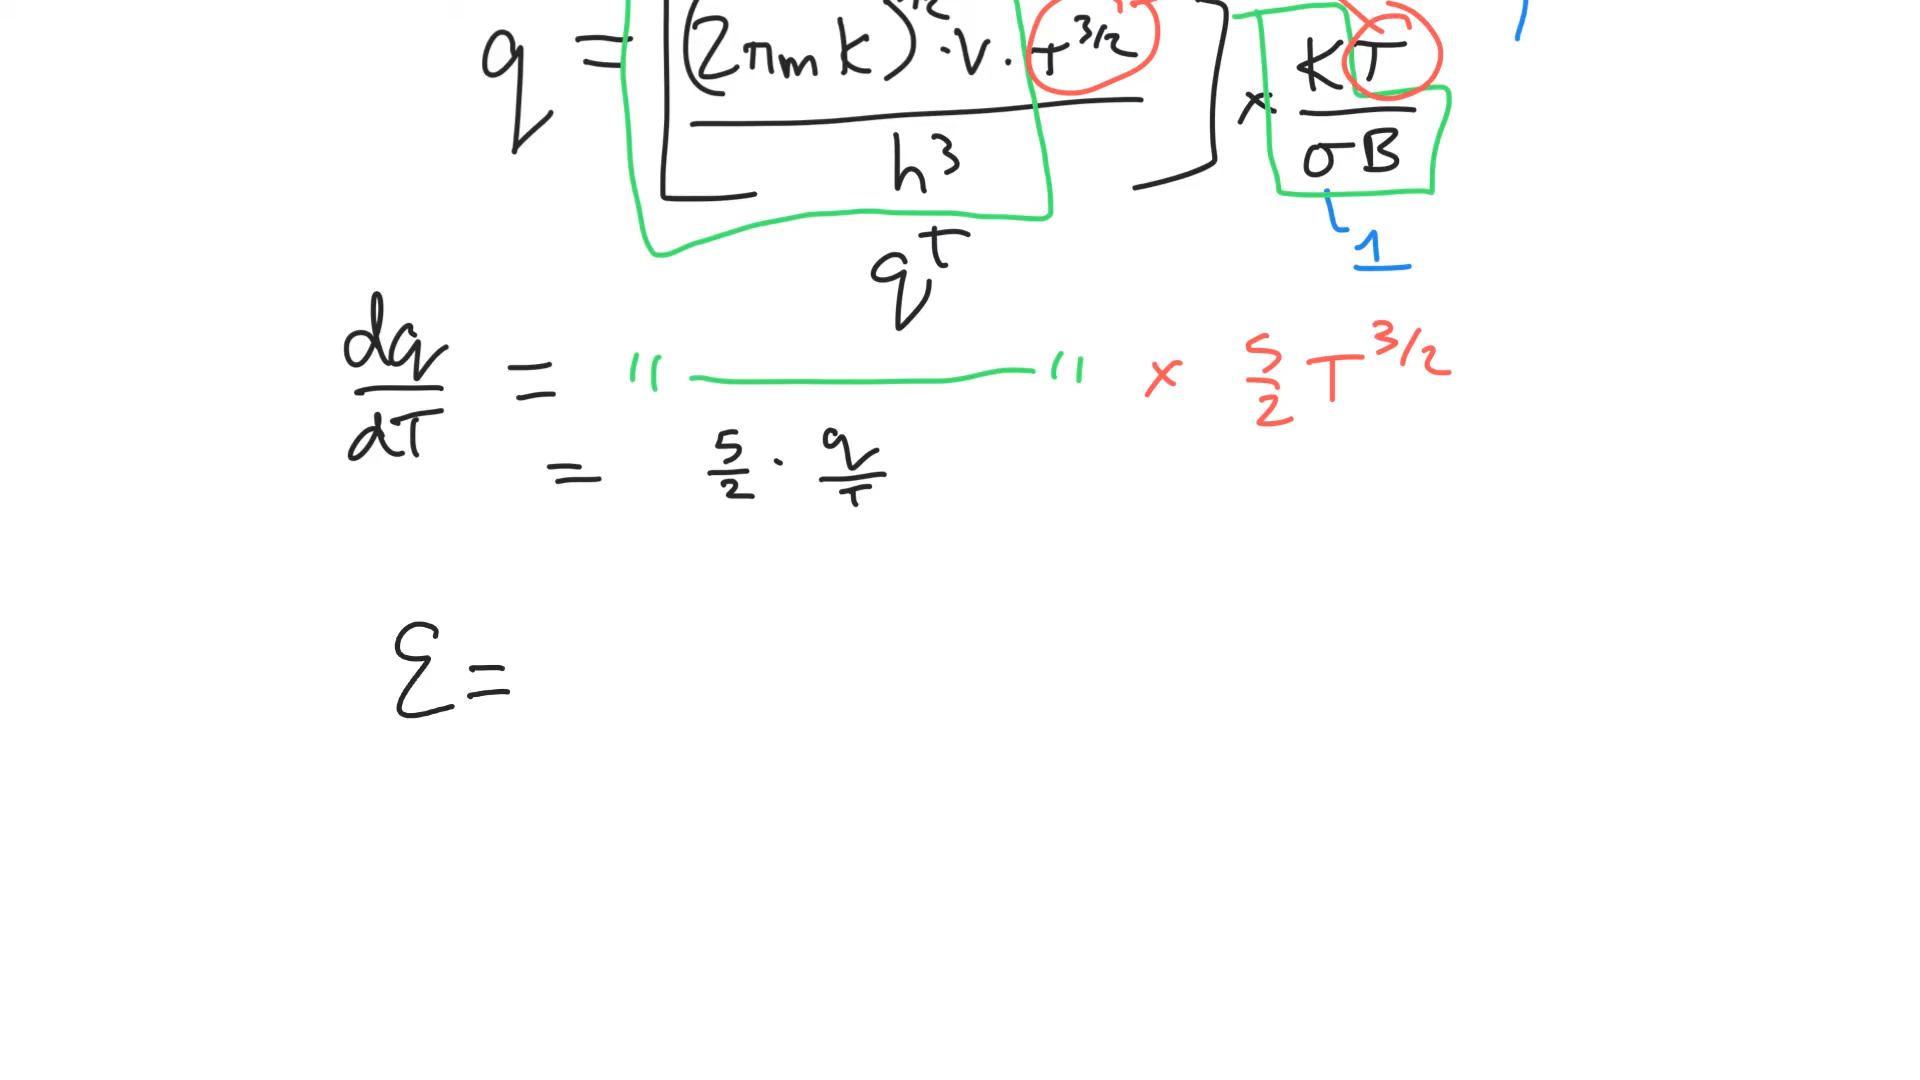 q = [(2πmk)^3/2 · V · T^3/2 / h^3] × KT / σB
1
q^T
dq/dT = " ——— " × 5/2 T^3/2
= 5/2 · q/T
Ɛ =